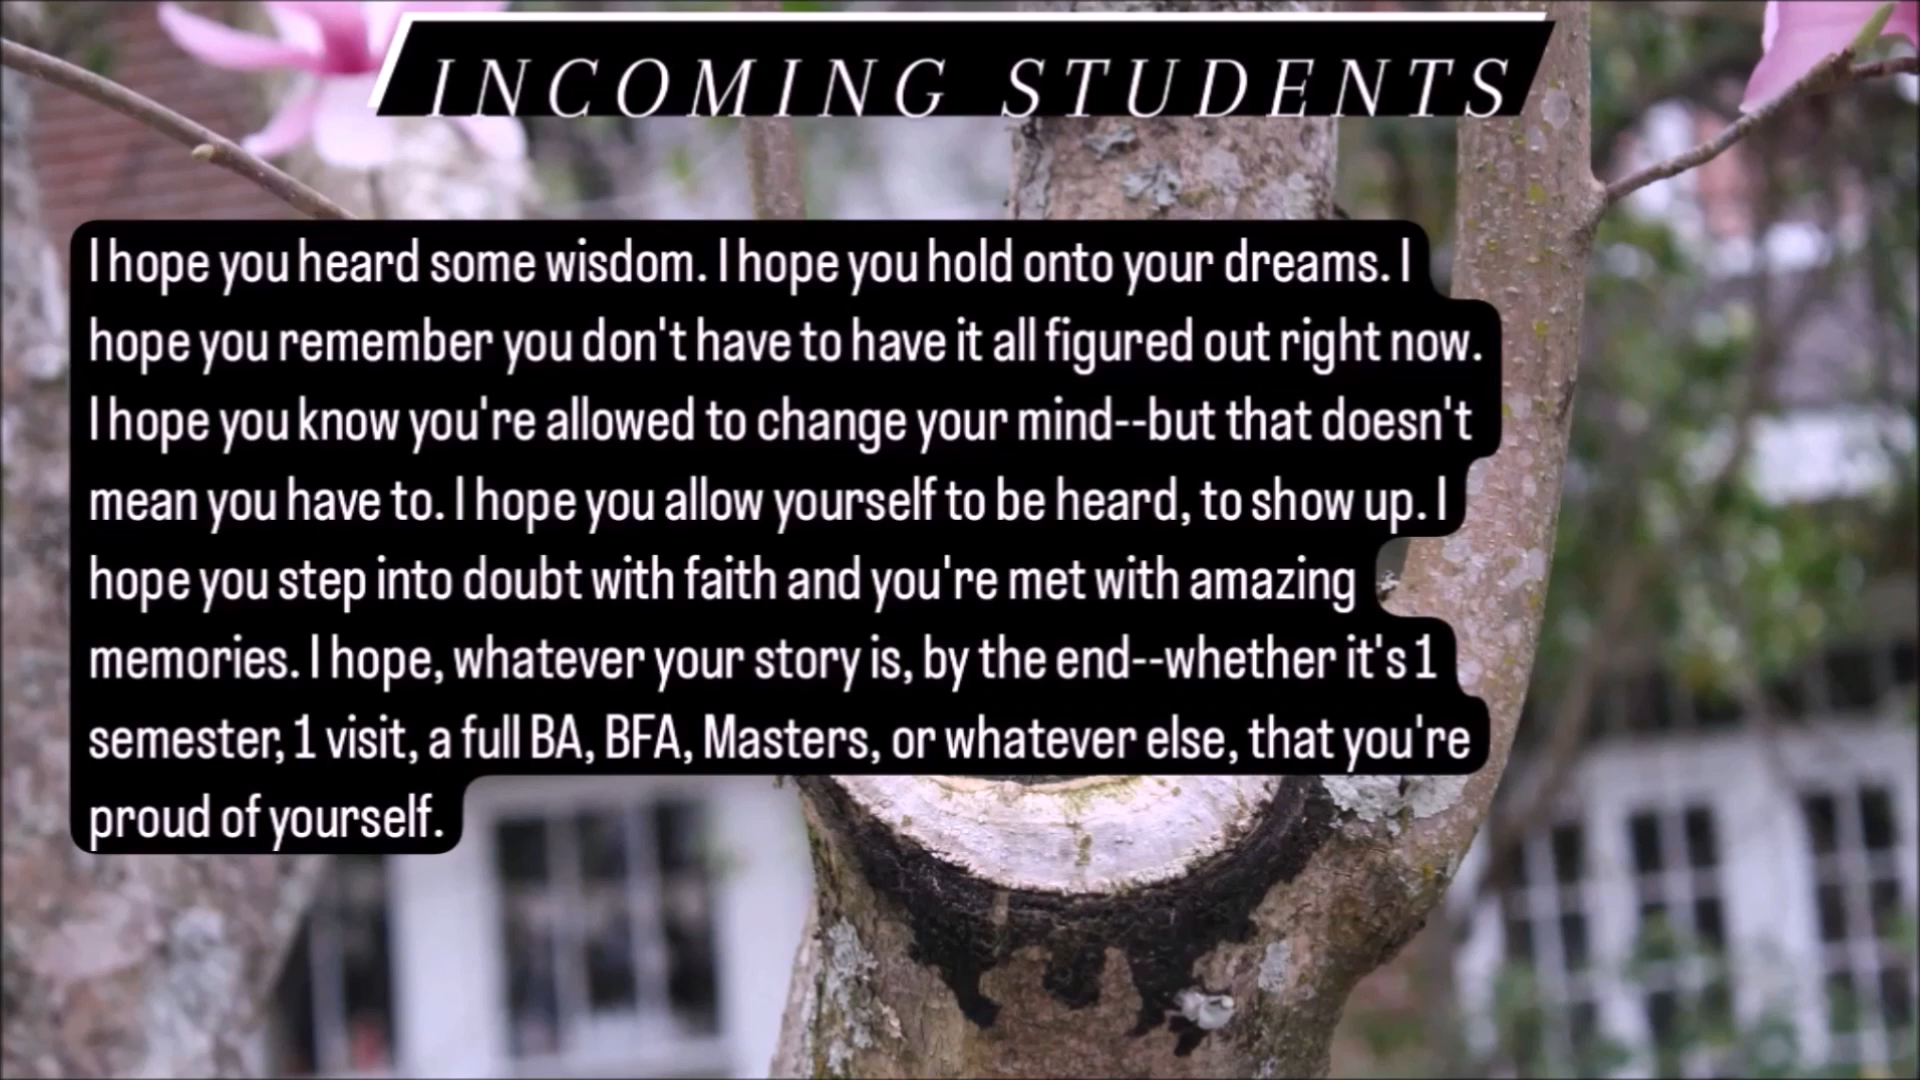 INCOMING STUDENTS
I hope you heard some wisdom. I hope you hold onto your dreams. I
hope you remember you don't have to have it all figured out right now.
I hope you know you're allowed to change your mind--but that doesn't
mean you have to. I hope you allow yourself to be heard, to show up. I
hope you step into doubt with faith and you're met with amazing
memories. I hope, whatever your story is, by the end--whether it's 1
semester, 1 visit, a full BA, BFA, Masters, or whatever else, that you're
proud of yourself.